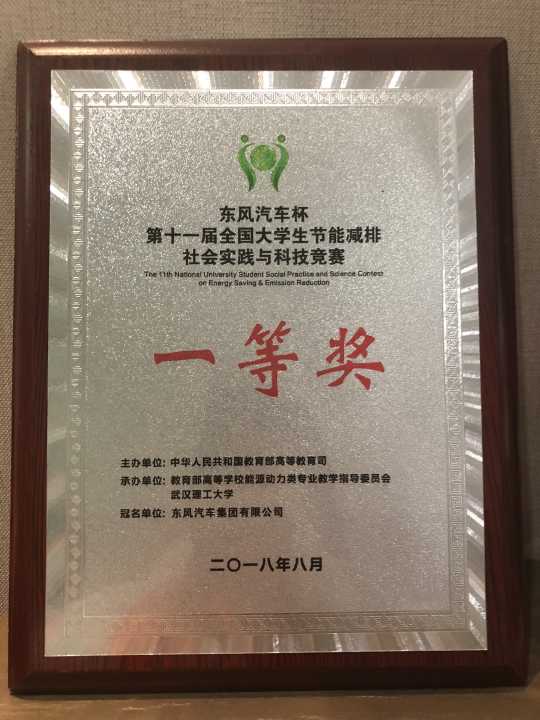 东风汽车杯
第十一届全国大学生节能减排
社会实践与科技竞赛
The 11th National University Student Social Practice and Science Contest
on Energy Saving & Emission Reduction
一等奖
主办单位: 中华人民共和国教育部高等教育司
承办单位: 教育部高等学校能源动力类专业教学指导委员会
武汉理工大学
冠名单位: 东风汽车集团有限公司
二〇一八年八月